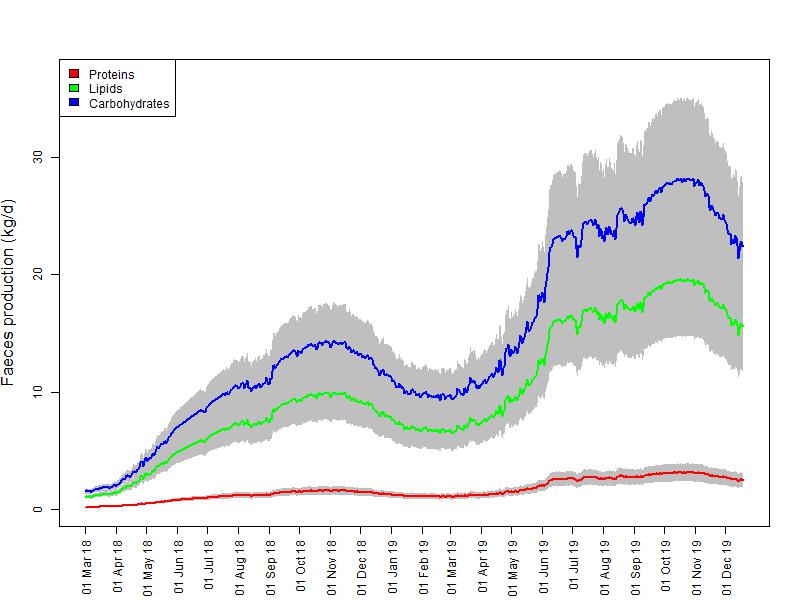 Proteins
Lipids
Carbohydrates
Faeces production (kg/d)
30
20
10
0
01 Mar 18
01 Apr 18
01 May 18
01 Jun 18
01 Jul 18
01 Aug 18
01 Sep 18
01 Oct 18
01 Nov 18
01 Dec 18
01 Jan 19
01 Feb 19
01 Mar 19
01 Apr 19
01 May 19
01 Jun 19
01 Jul 19
01 Aug 19
01 Sep 19
01 Oct 19
01 Nov 19
01 Dec 19